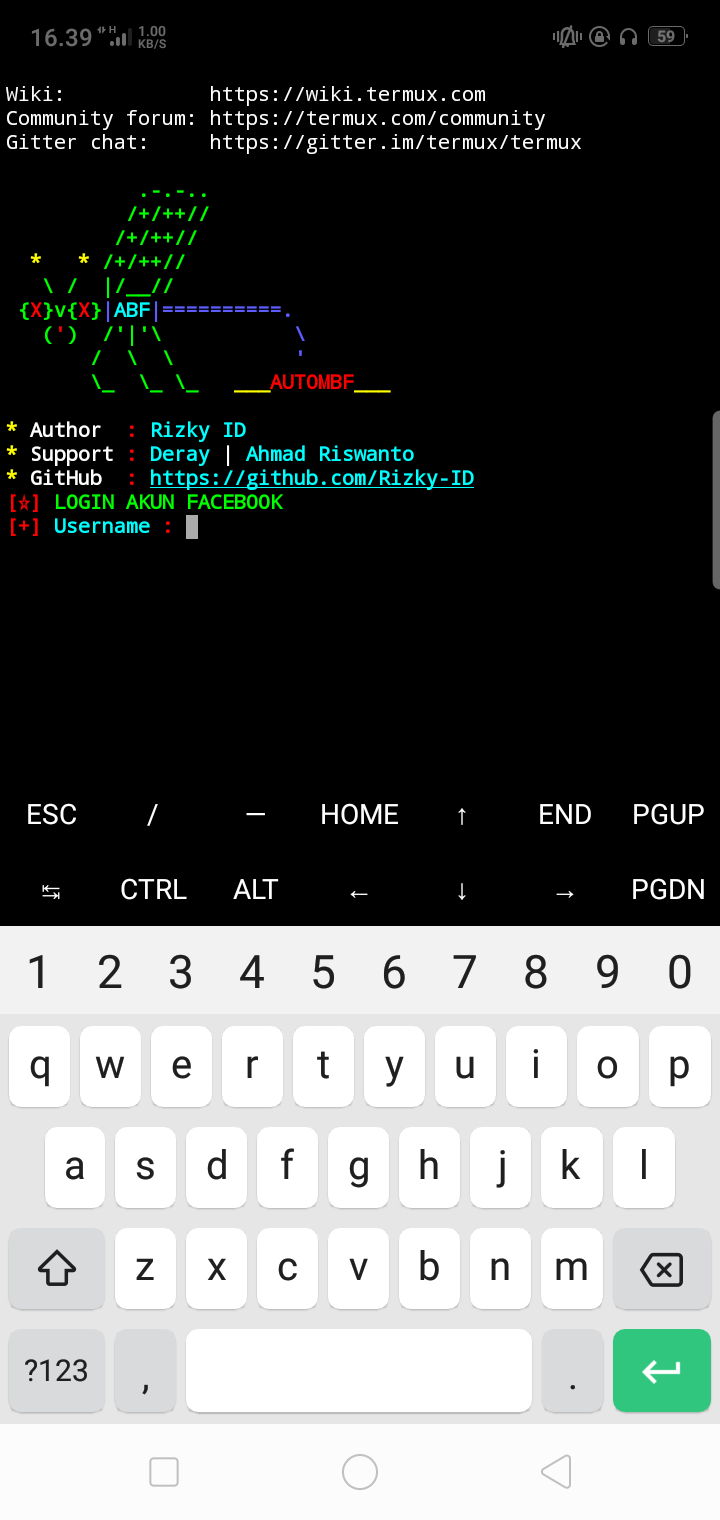 16.39 H 1.00 KB/S 59
Wiki: https://wiki.termux.com
Community forum: https://termux.com/community
Gitter chat: https://gitter.im/termux/termux
.-.-..
/+/++//
/+/++//
* * /+/++//
\ / |/__//
{X}v{X}|ABF|==========.
(') /'|'\ \
/ \ \ '
\_ \_ \_ ___AUTOMBF___
* Author : Rizky ID
* Support : Deray | Ahmad Riswanto
* GitHub : https://github.com/Rizky-ID
[☆] LOGIN AKUN FACEBOOK
[+] Username :
ESC / — HOME ↑ END PGUP
↹ CTRL ALT ← ↓ → PGDN
1 2 3 4 5 6 7 8 9 0
q w e r t y u i o p
a s d f g h j k l
z x c v b n m
?123 , .